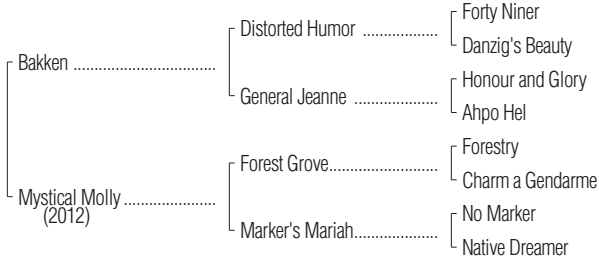 Forty Niner
Distorted Humor ..................
Danzig's Beauty
Bakken ..................................
Honour and Glory
General Jeanne ....................
Ahpo Hel
Forestry
Forest Grove..........................
Charm a Gendarme
Mystical Molly ......................
(2012)
No Marker
Marker's Mariah....................
Native Dreamer